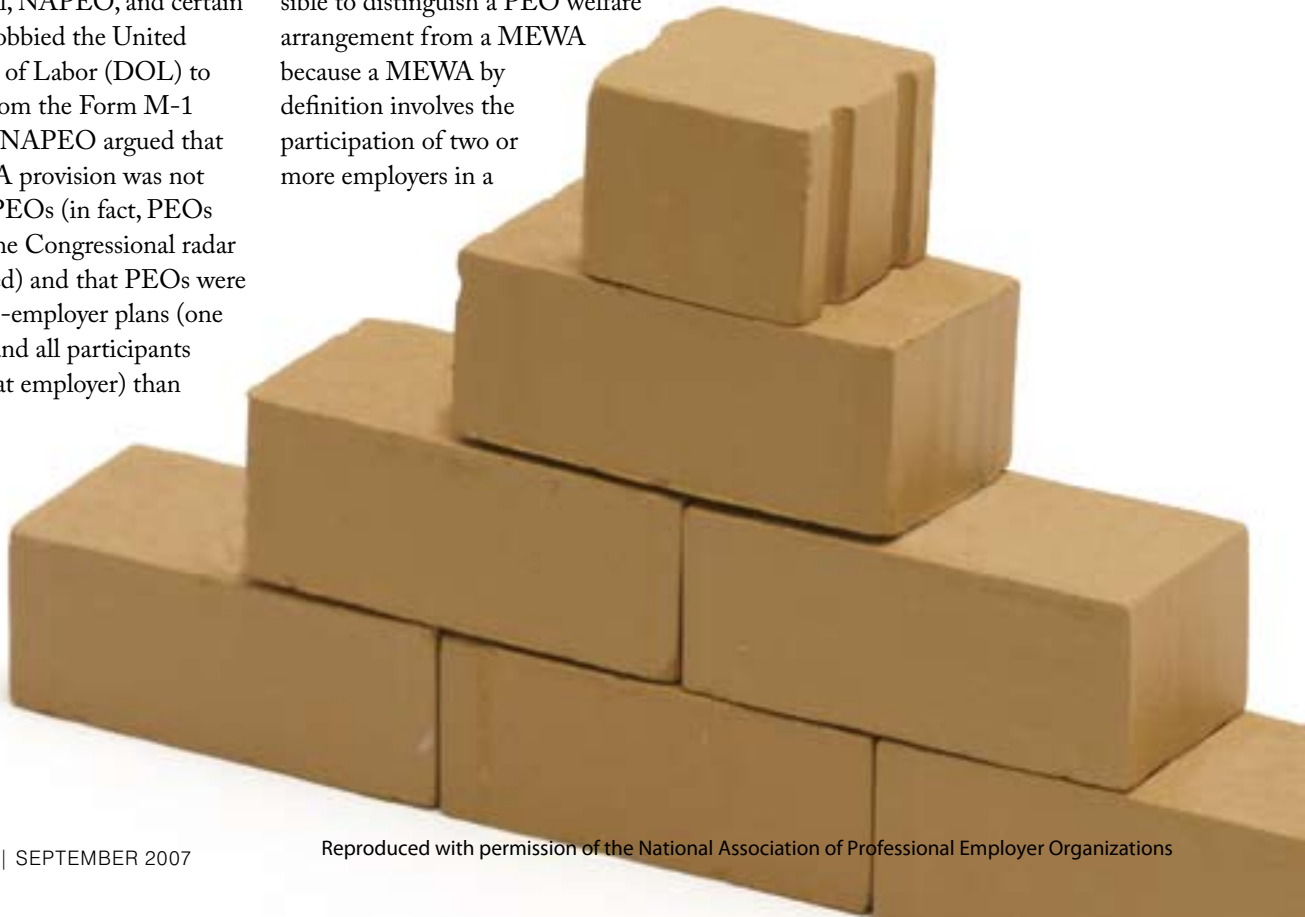 l, NAPEO, and certain
obbied the United
of Labor (DOL) to
om the Form M-1
NAPEO argued that
A provision was not
PEOs (in fact, PEOs
ne Congressional radar
ed) and that PEOs were
-employer plans (one
and all participants
at employer) than
sible to distinguish a PEO welfare
arrangement from a MEWA
because a MEWA by
definition involves the
participation of two or
more employers in a
| SEPTEMBER 2007
Reproduced with permission of the National Association of Professional Employer Organizations